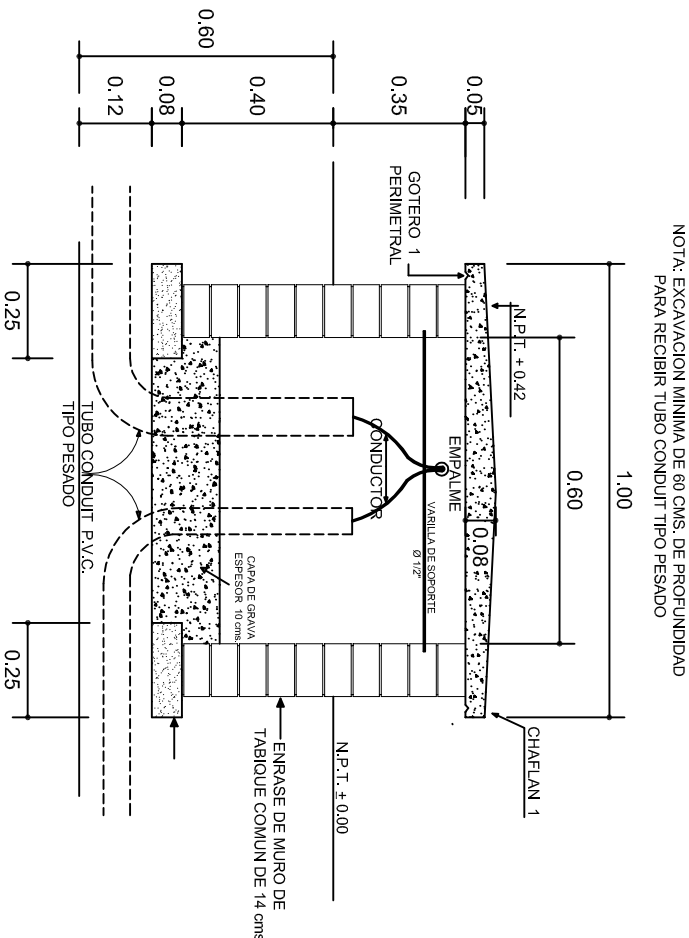 NOTA: EXCAVACION MINIMA DE 60 CMS. DE PROFUNDIDAD
PARA RECIBIR TUBO CONDUIT TIPO PESADO
1.00
0.60
CHAFLAN 1
N.P.T. + 0.42
0.08
GOTERO 1
PERIMETRAL
EMPALME
VARILLA DE SOPORTE
Ø 1/2"
CONDUCTOR
0.05
0.35
0.40
0.08
0.12
0.60
N.P.T. ± 0.00
ENRASE DE MURO DE
TABIQUE COMUN DE 14 cms
CAPA DE GRAVA
ESPESOR 10 cms.
TUBO CONDUIT P.V.C.
TIPO PESADO
0.25
0.25